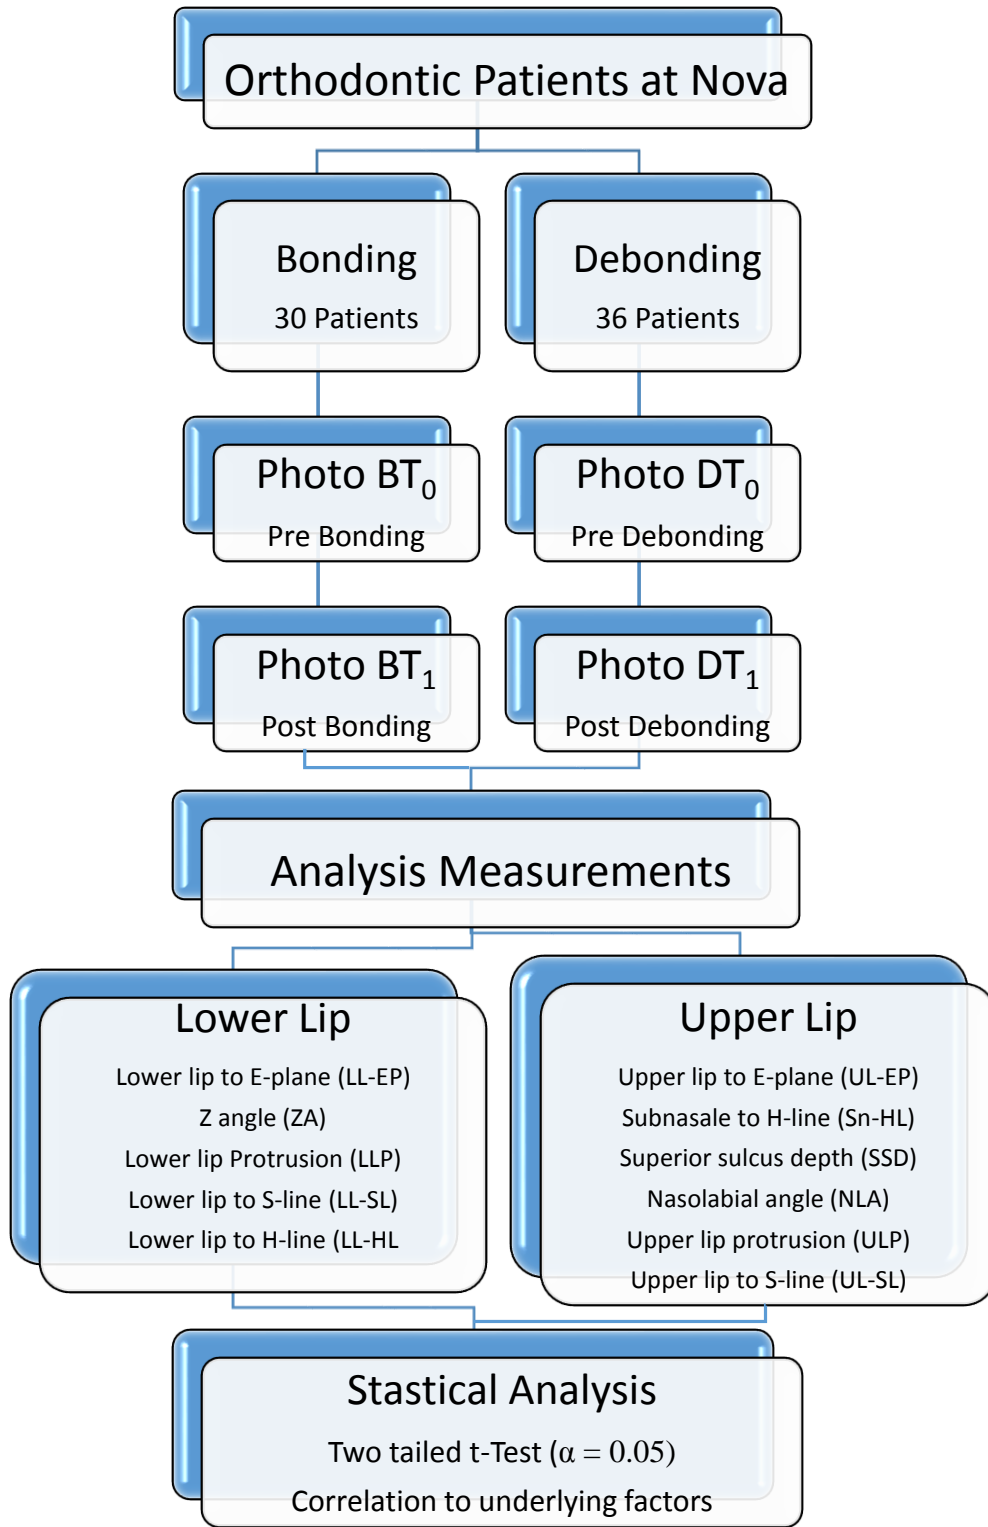 Orthodontic Patients at Nova
Bonding
30 Patients
Debonding
36 Patients
Photo BT₀
Pre Bonding
Photo DT₀
Pre Debonding
Photo BT₁
Post Bonding
Photo DT₁
Post Debonding
Analysis Measurements
Lower Lip
Lower lip to E-plane (LL-EP)
Z angle (ZA)
Lower lip Protrusion (LLP)
Lower lip to S-line (LL-SL)
Lower lip to H-line (LL-HL
Upper Lip
Upper lip to E-plane (UL-EP)
Subnasale to H-line (Sn-HL)
Superior sulcus depth (SSD)
Nasolabial angle (NLA)
Upper lip protrusion (ULP)
Upper lip to S-line (UL-SL)
Stastical Analysis
Two tailed t-Test (α = 0.05)
Correlation to underlying factors